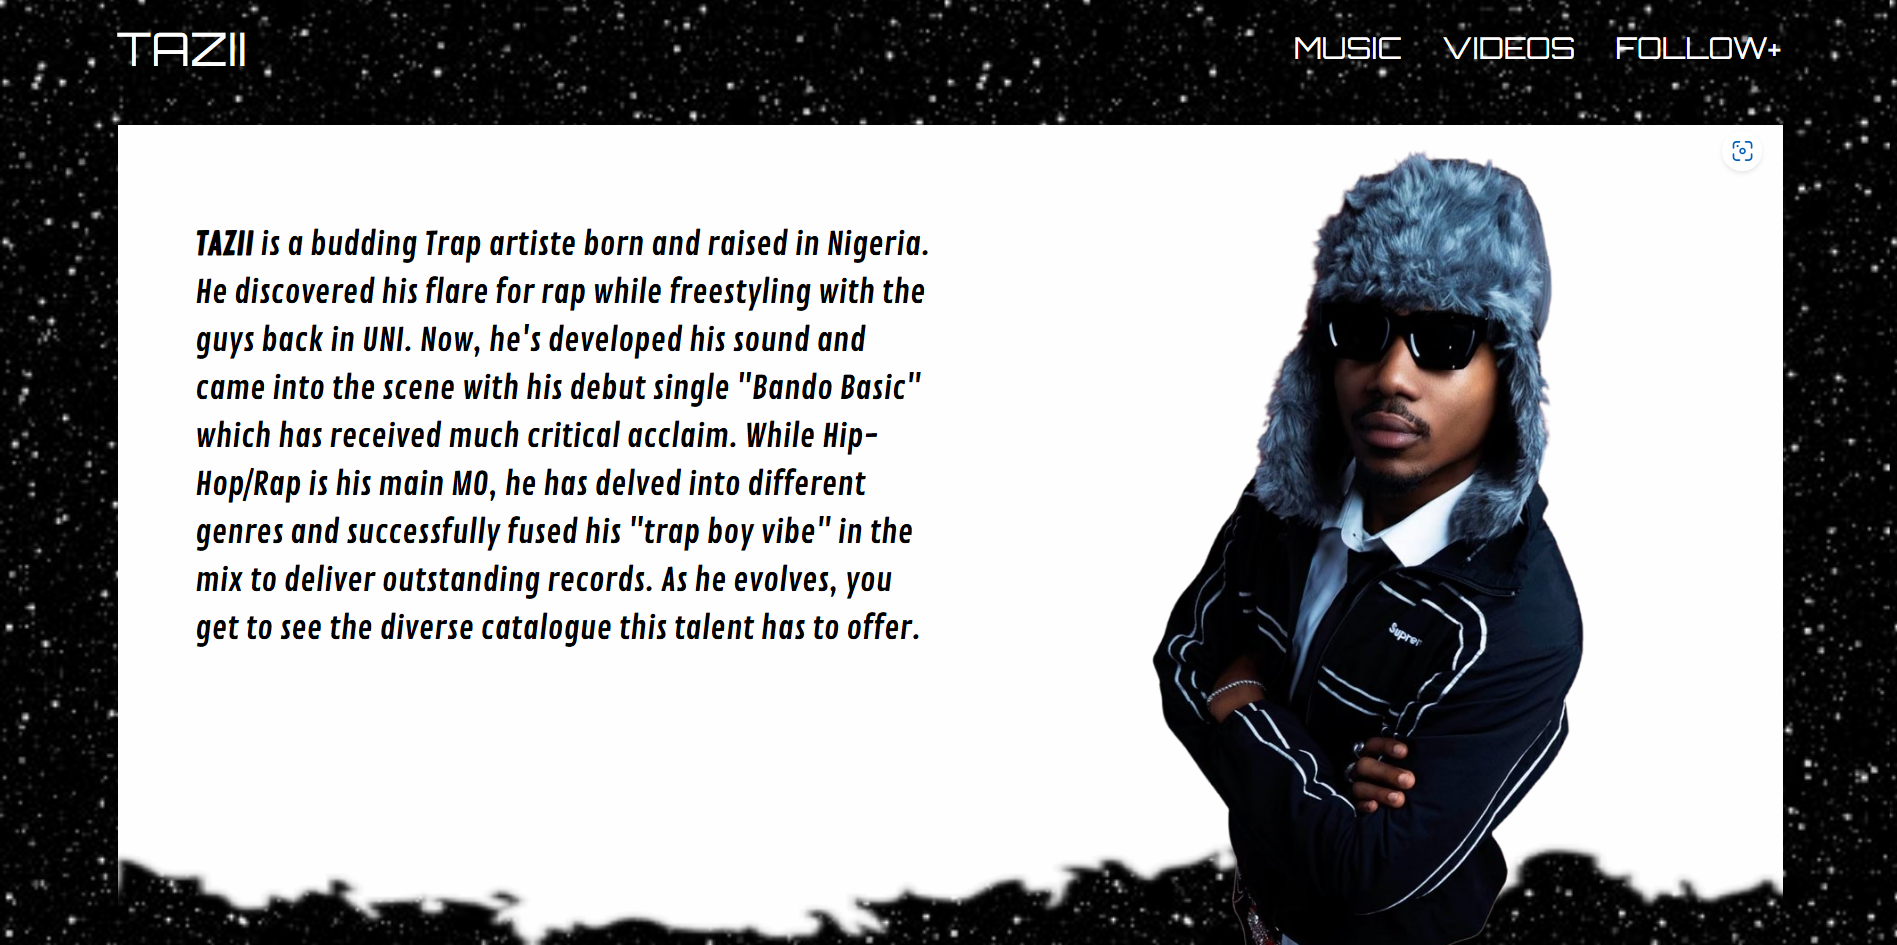 TAZII
MUSIC VIDEOS FOLLOW+
TAZII is a budding Trap artiste born and raised in Nigeria.
He discovered his flare for rap while freestyling with the
guys back in UNI. Now, he's developed his sound and
came into the scene with his debut single "Bando Basic"
which has received much critical acclaim. While Hip-
Hop/Rap is his main MO, he has delved into different
genres and successfully fused his "trap boy vibe" in the
mix to deliver outstanding records. As he evolves, you
get to see the diverse catalogue this talent has to offer.
Suprer